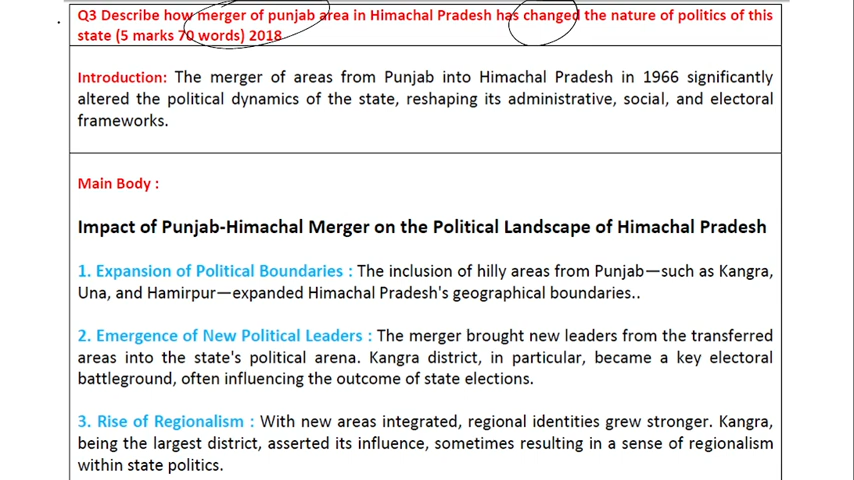 Q3 Describe how merger of punjab area in Himachal Pradesh has changed the nature of politics of this
state (5 marks 70 words) 2018
Introduction: The merger of areas from Punjab into Himachal Pradesh in 1966 significantly
altered the political dynamics of the state, reshaping its administrative, social, and electoral
frameworks.
Main Body :
Impact of Punjab-Himachal Merger on the Political Landscape of Himachal Pradesh
1. Expansion of Political Boundaries : The inclusion of hilly areas from Punjab—such as Kangra,
Una, and Hamirpur—expanded Himachal Pradesh's geographical boundaries..
2. Emergence of New Political Leaders : The merger brought new leaders from the transferred
areas into the state's political arena. Kangra district, in particular, became a key electoral
battleground, often influencing the outcome of state elections.
3. Rise of Regionalism : With new areas integrated, regional identities grew stronger. Kangra,
being the largest district, asserted its influence, sometimes resulting in a sense of regionalism
within state politics.